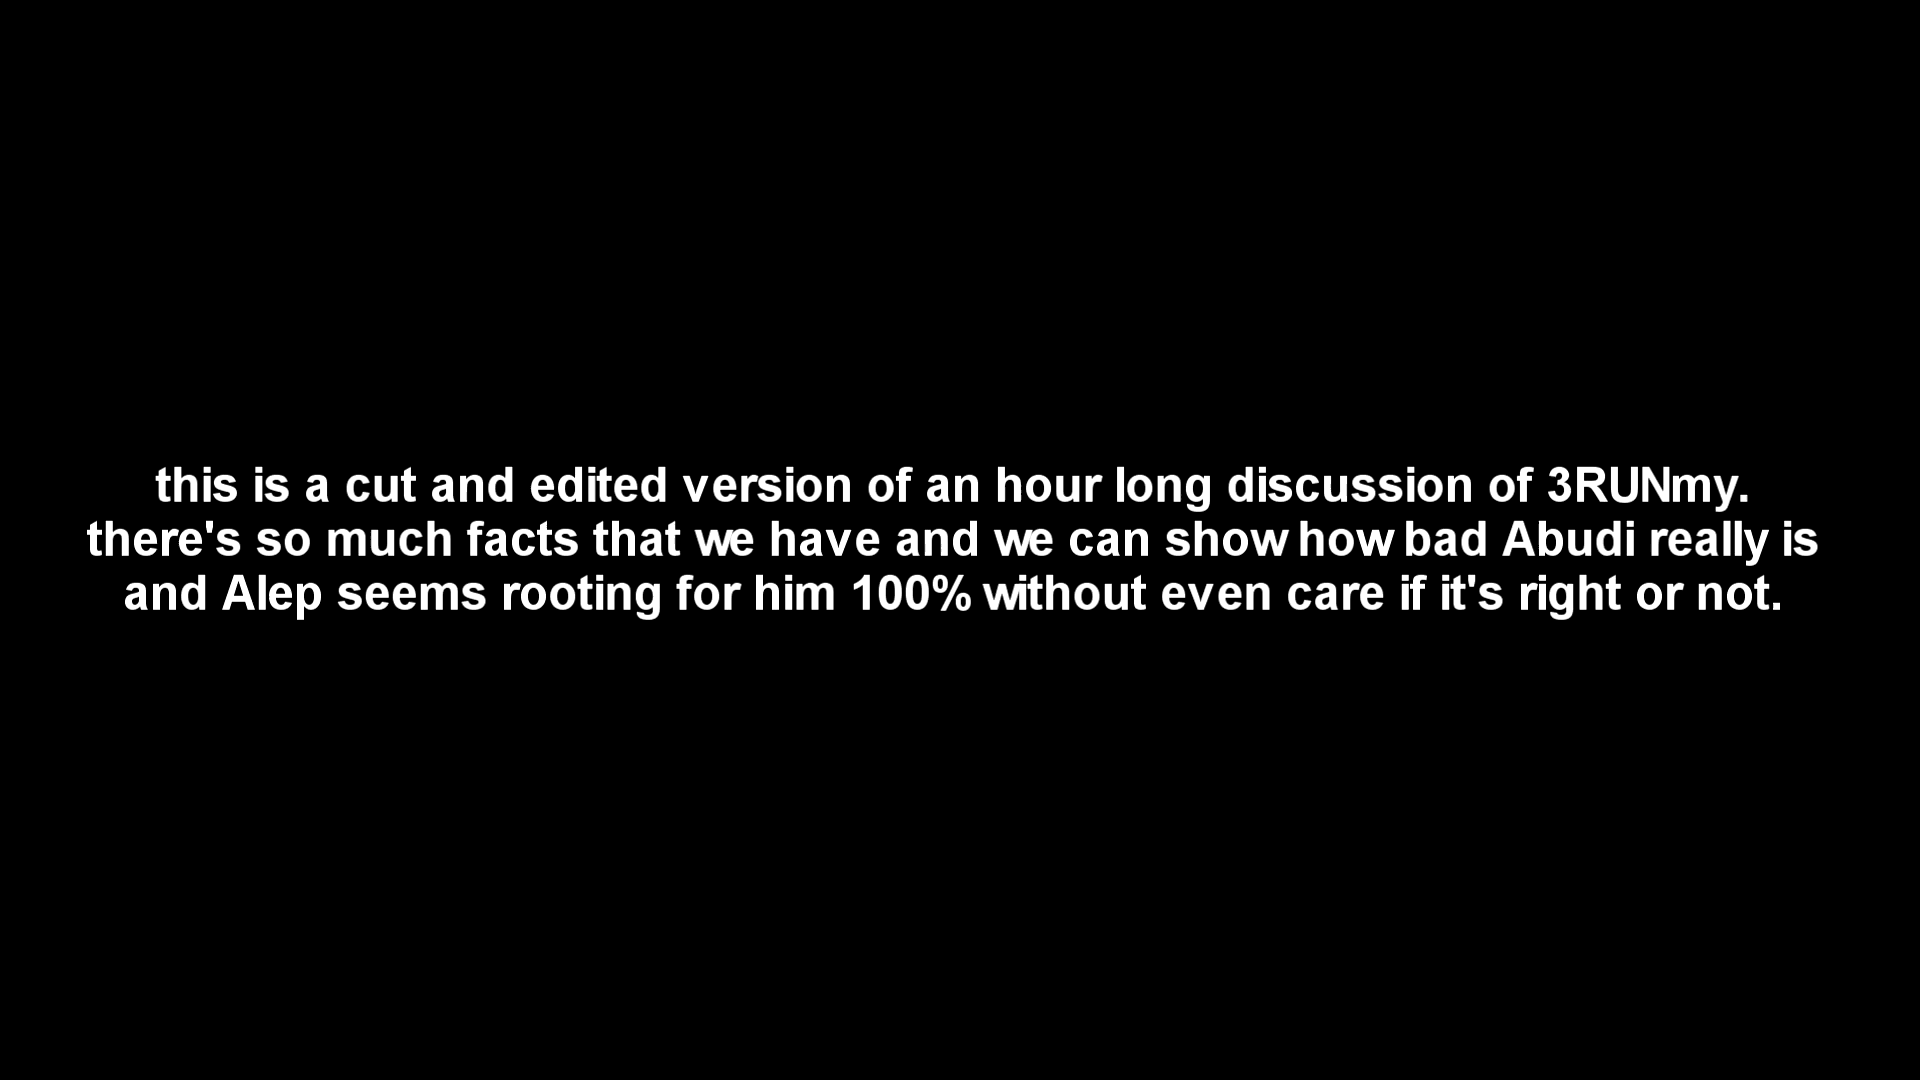 this is a cut and edited version of an hour long discussion of 3RUNmy.
there's so much facts that we have and we can show how bad Abudi really is
and Alep seems rooting for him 100% without even care if it's right or not.